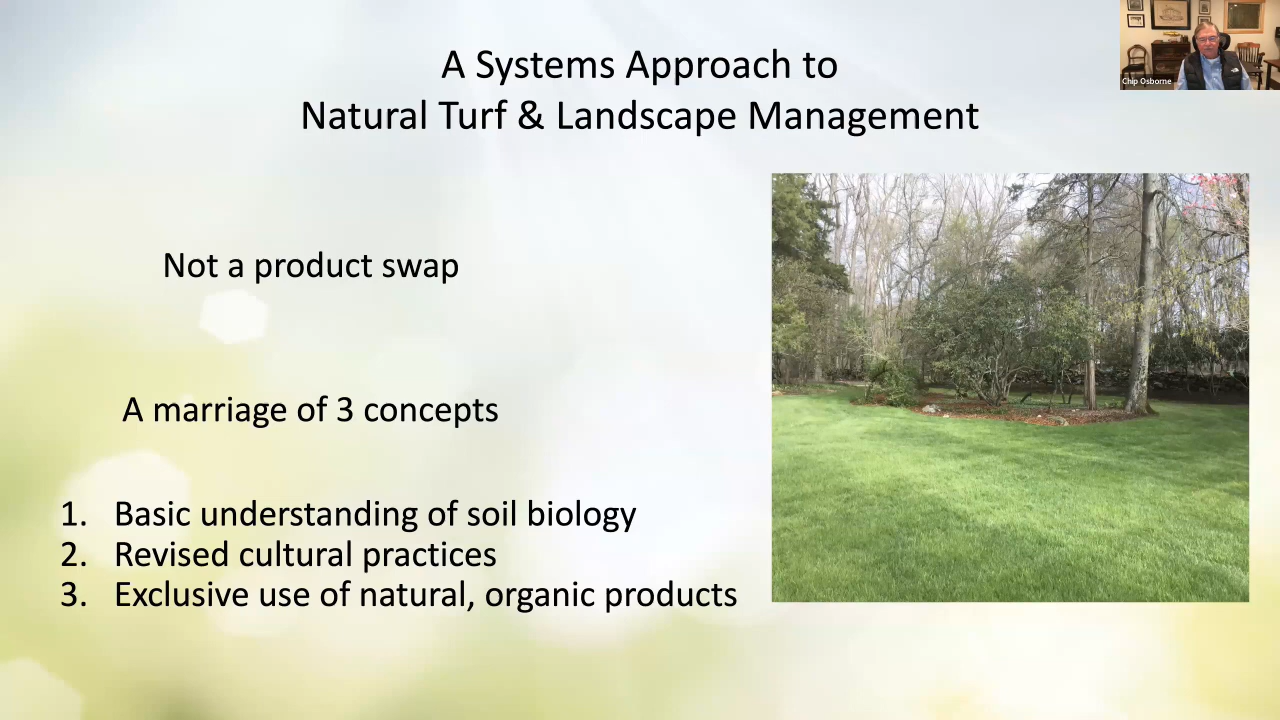 A Systems Approach to
Natural Turf & Landscape Management
Chip Osborne
Not a product swap
A marriage of 3 concepts
1. Basic understanding of soil biology
2. Revised cultural practices
3. Exclusive use of natural, organic products